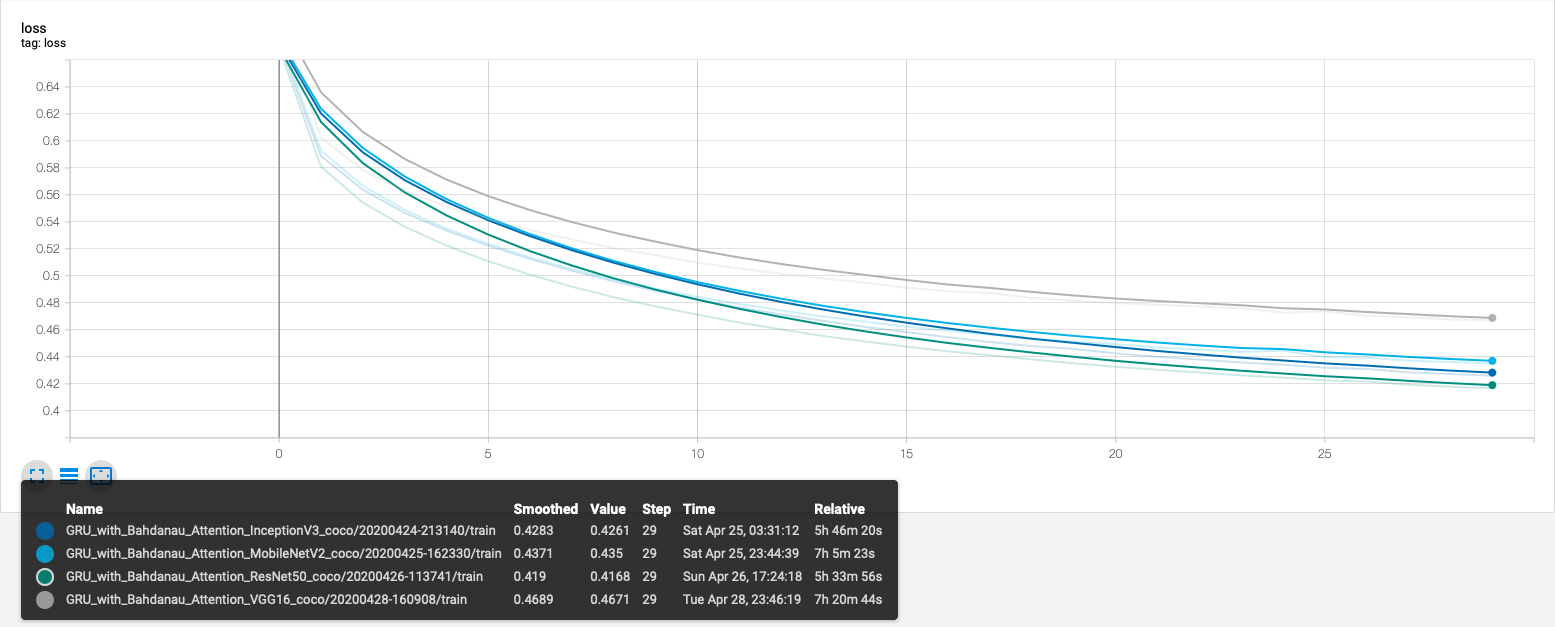 loss
tag: loss
0.64
0.62
0.6
0.58
0.56
0.54
0.52
0.5
0.48
0.46
0.44
0.42
0.4
0 5 10 15 20 25
Name Smoothed Value Step Time Relative
GRU_with_Bahdanau_Attention_InceptionV3_coco/20200424-213140/train 0.4283 0.4261 29 Sat Apr 25, 03:31:12 5h 46m 20s
GRU_with_Bahdanau_Attention_MobileNetV2_coco/20200425-162330/train 0.4371 0.435 29 Sat Apr 25, 23:44:39 7h 5m 23s
GRU_with_Bahdanau_Attention_ResNet50_coco/20200426-113741/train 0.419 0.4168 29 Sun Apr 26, 17:24:18 5h 33m 56s
GRU_with_Bahdanau_Attention_VGG16_coco/20200428-160908/train 0.4689 0.4671 29 Tue Apr 28, 23:46:19 7h 20m 44s